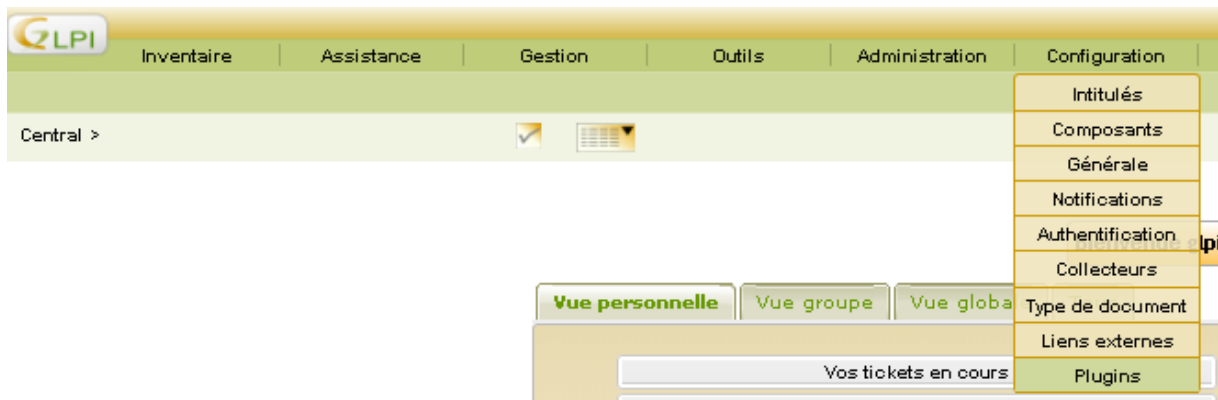 GLPI
Inventaire | Assistance | Gestion | Outils | Administration | Configuration
Intitulés
Central > Composants
Générale
Notifications
Authentification
Collecteurs
Vue personnelle Vue groupe Vue globa Type de document
Liens externes
Vos tickets en cours Plugins